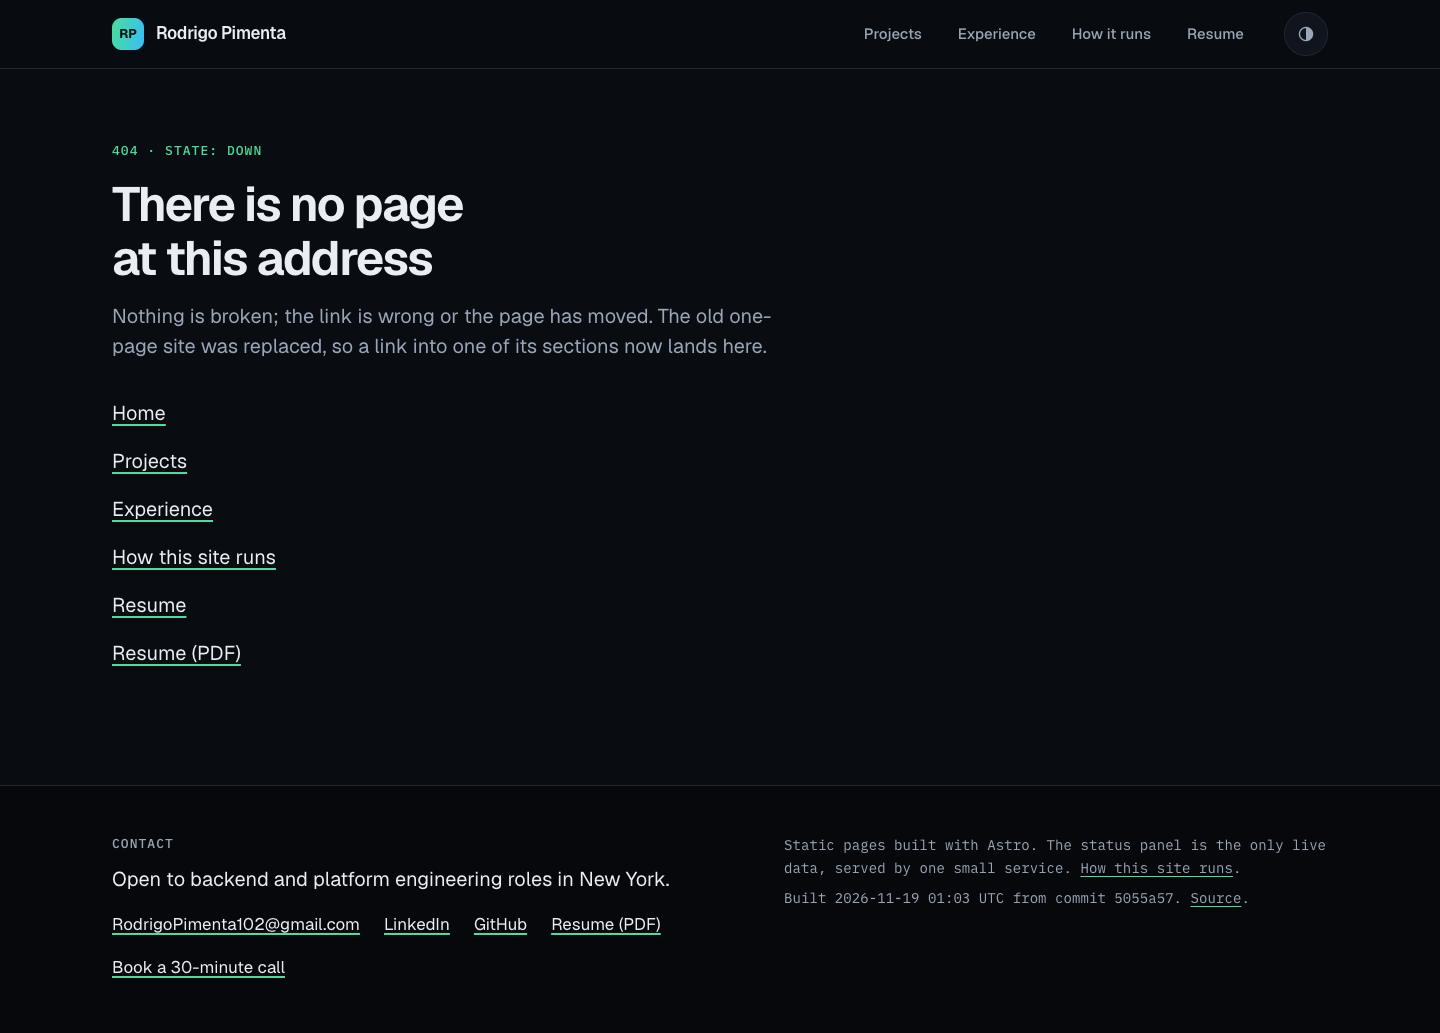 RP Rodrigo Pimenta
Projects Experience How it runs Resume
404 · STATE: DOWN
There is no page
at this address
Nothing is broken; the link is wrong or the page has moved. The old one-
page site was replaced, so a link into one of its sections now lands here.
Home
Projects
Experience
How this site runs
Resume
Resume (PDF)
CONTACT
Open to backend and platform engineering roles in New York.
RodrigoPimenta102@gmail.com LinkedIn GitHub Resume (PDF)
Book a 30-minute call
Static pages built with Astro. The status panel is the only live
data, served by one small service. How this site runs.
Built 2026-11-19 01:03 UTC from commit 5055a57. Source.